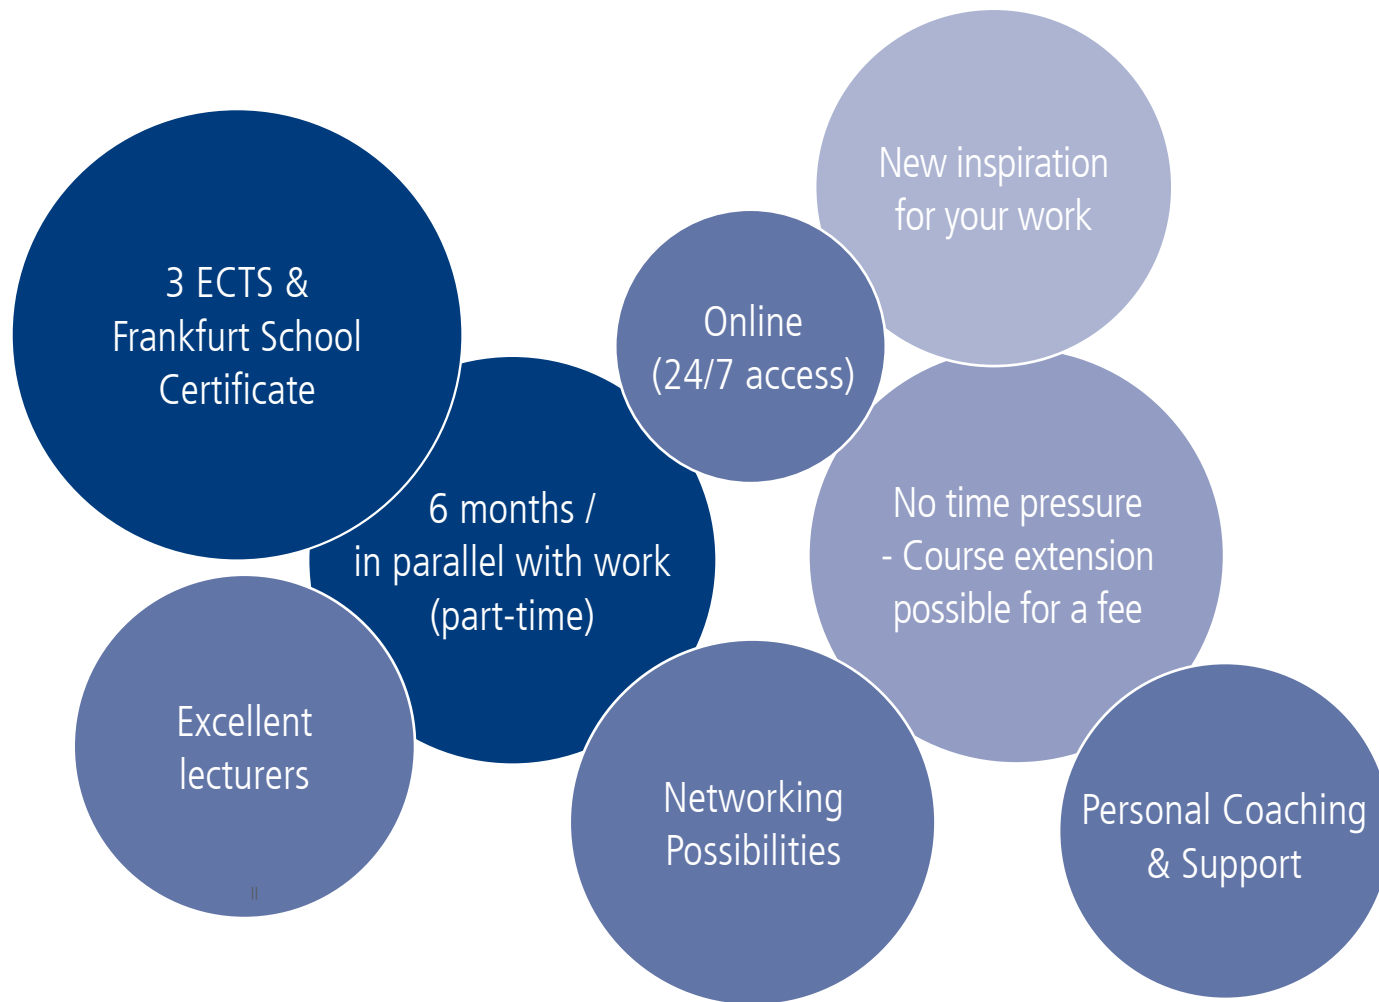 New inspiration
for your work
3 ECTS &
Frankfurt School
Certificate
Online
(24/7 access)
6 months /
in parallel with work
(part-time)
No time pressure
- Course extension
possible for a fee
Excellent
lecturers
Networking
Possibilities
Personal Coaching
& Support
||